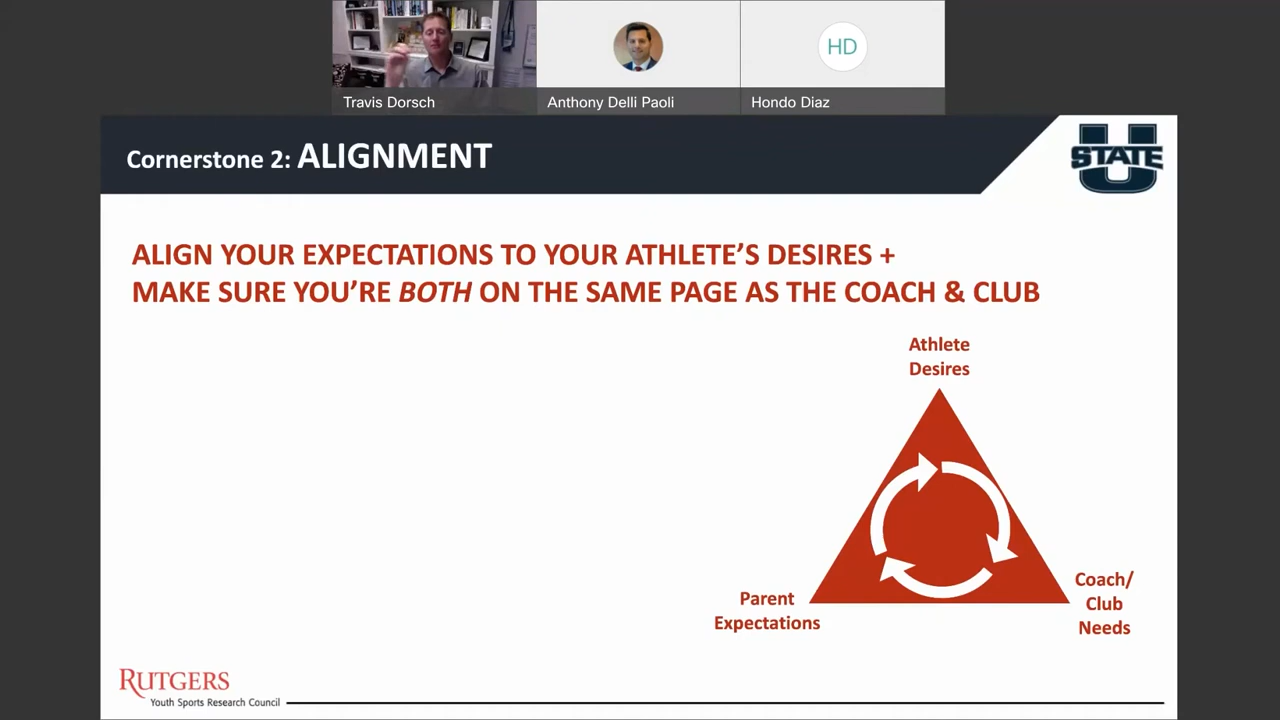 Travis Dorsch
Anthony Delli Paoli
HD
Hondo Diaz
Cornerstone 2: ALIGNMENT
U
STATE
ALIGN YOUR EXPECTATIONS TO YOUR ATHLETE'S DESIRES +
MAKE SURE YOU'RE BOTH ON THE SAME PAGE AS THE COACH & CLUB
Athlete
Desires
Parent
Expectations
Coach/
Club
Needs
RUTGERS
Youth Sports Research Council